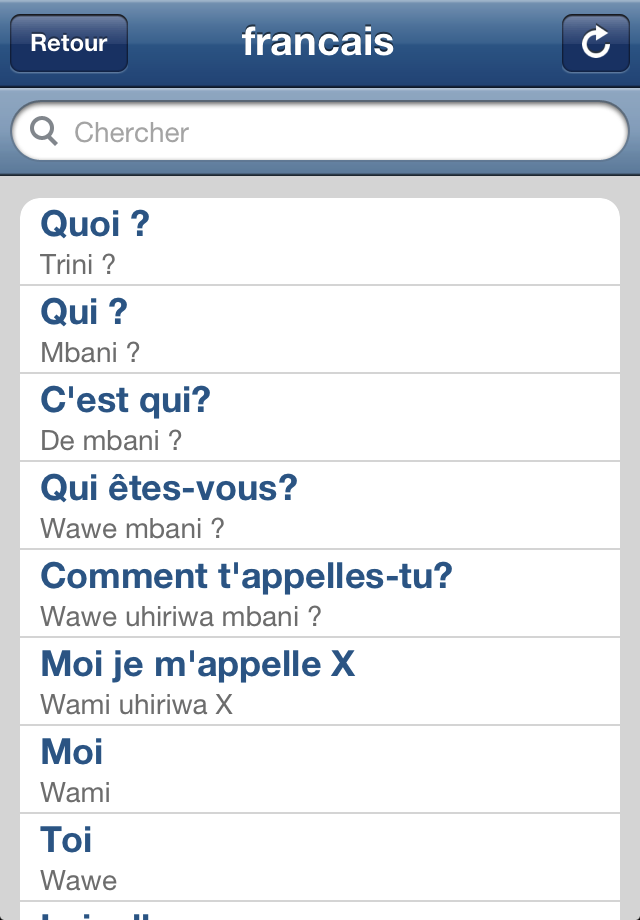 Retour
francais
Chercher
Quoi ?
Trini ?
Qui ?
Mbani ?
C'est qui?
De mbani ?
Qui êtes-vous?
Wawe mbani ?
Comment t'appelles-tu?
Wawe uhiriwa mbani ?
Moi je m'appelle X
Wami uhiriwa X
Moi
Wami
Toi
Wawe